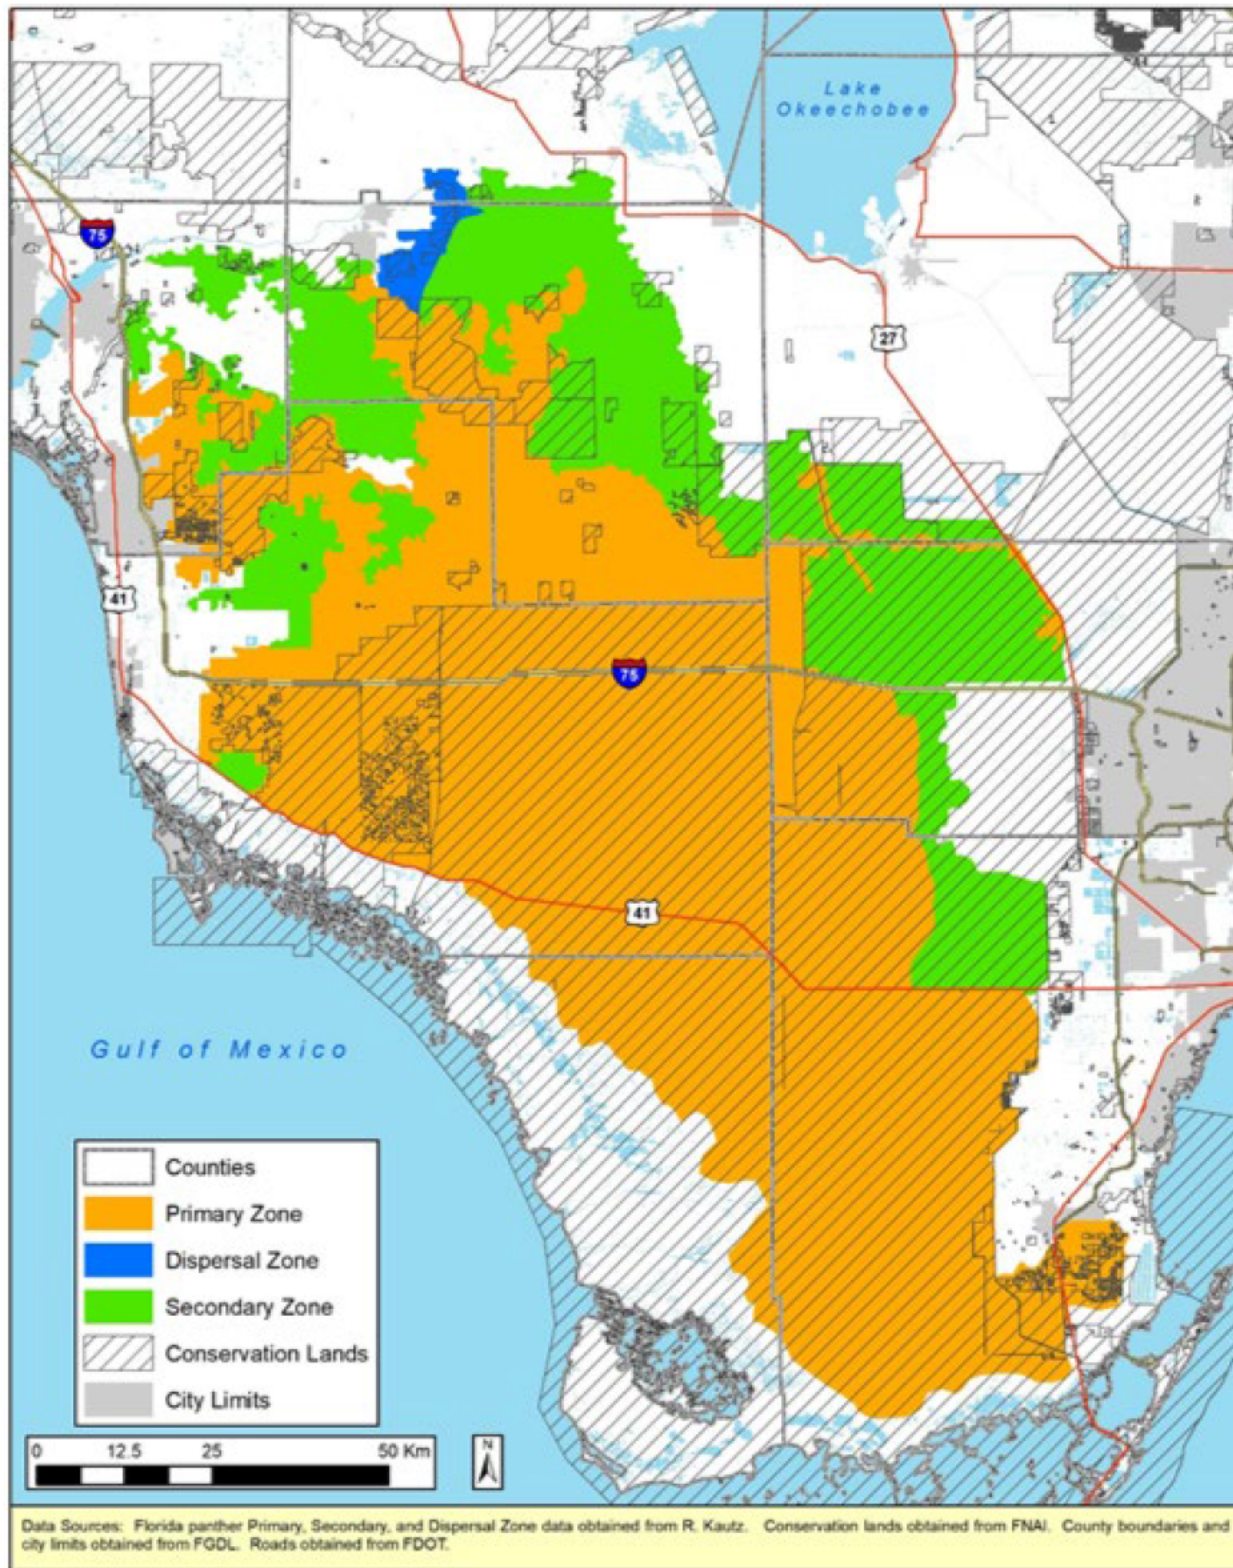 Lake
Okeechobee
75
27
41
75
41
Gulf of Mexico
Counties
Primary Zone
Dispersal Zone
Secondary Zone
Conservation Lands
City Limits
0 12.5 25 50 Km
N
Data Sources: Florida panther Primary, Secondary, and Dispersal Zone data obtained from R. Kautz. Conservation lands obtained from FNAI. County boundaries and
city limits obtained from FGDL. Roads obtained from FDOT.